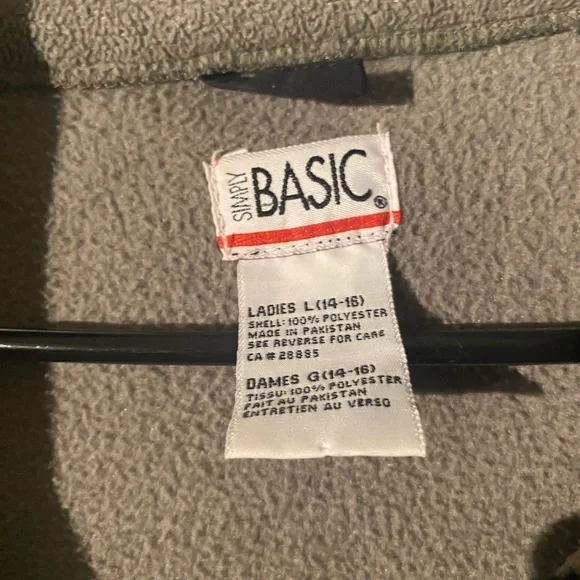 SIMPLY
BASIC®
LADIES L(14-16)
SHELL: 100% POLYESTER
MADE IN PAKISTAN
SEE REVERSE FOR CARE
CA # 28885
DAMES G(14-16)
TISSU: 100% POLYESTER
FAIT AU PAKISTAN
ENTRETIEN AU VERSO